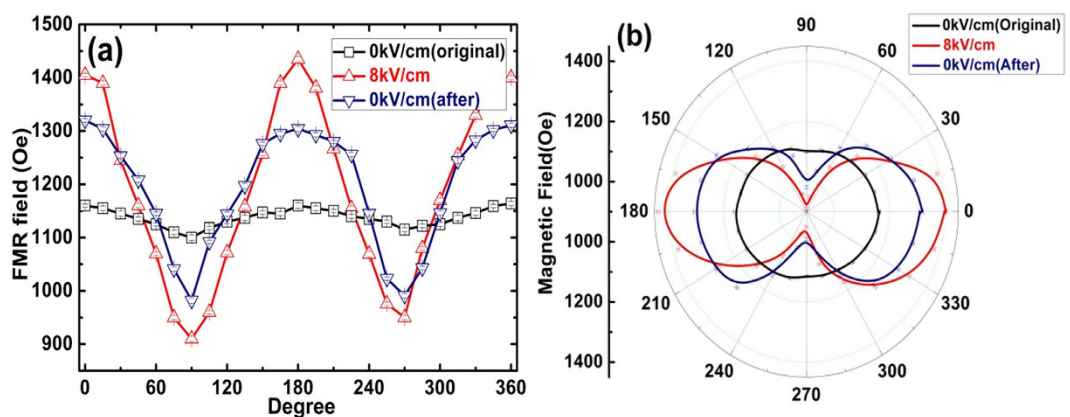 (a)
0kV/cm(original)
8kV/cm
0kV/cm(after)
FMR field (Oe)
1500
1400
1300
1200
1100
1000
900
0
60
120
180
240
300
360
Degree
(b)
0kV/cm(Original)
8kV/cm
0kV/cm(After)
Magnetic Field(Oe)
1400
1200
1000
1000
1200
1400
90
60
30
0
330
300
270
240
210
180
150
120